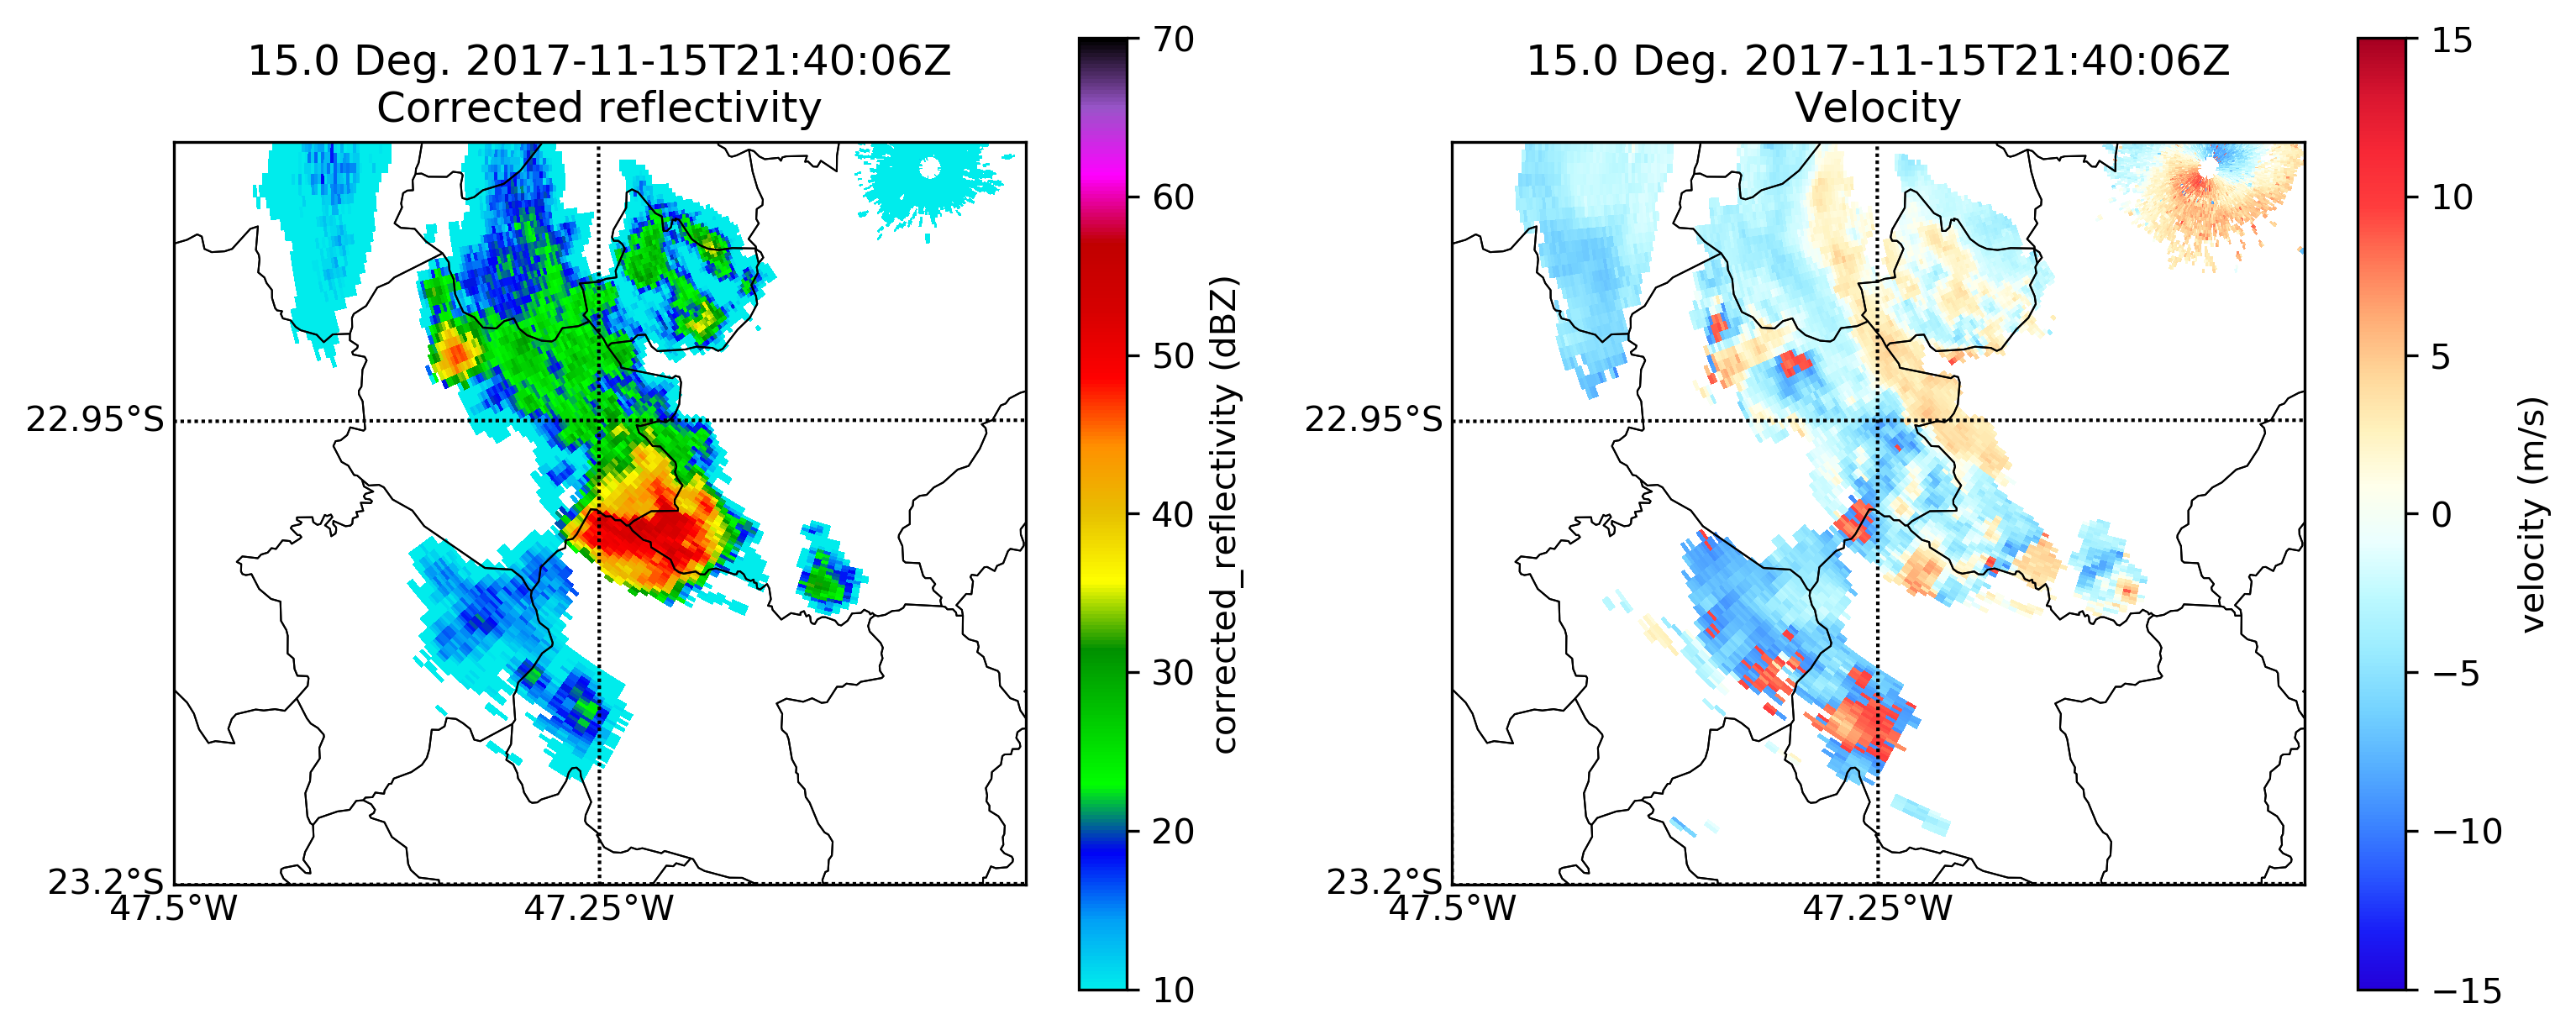 15.0 Deg. 2017-11-15T21:40:06Z
Corrected reflectivity
22.95°S
23.2°S
47.5°W
47.25°W
70
60
50
40
30
20
10
corrected_reflectivity (dBZ)
15.0 Deg. 2017-11-15T21:40:06Z
Velocity
22.95°S
23.2°S
47.5°W
47.25°W
15
10
5
0
−5
−10
−15
velocity (m/s)